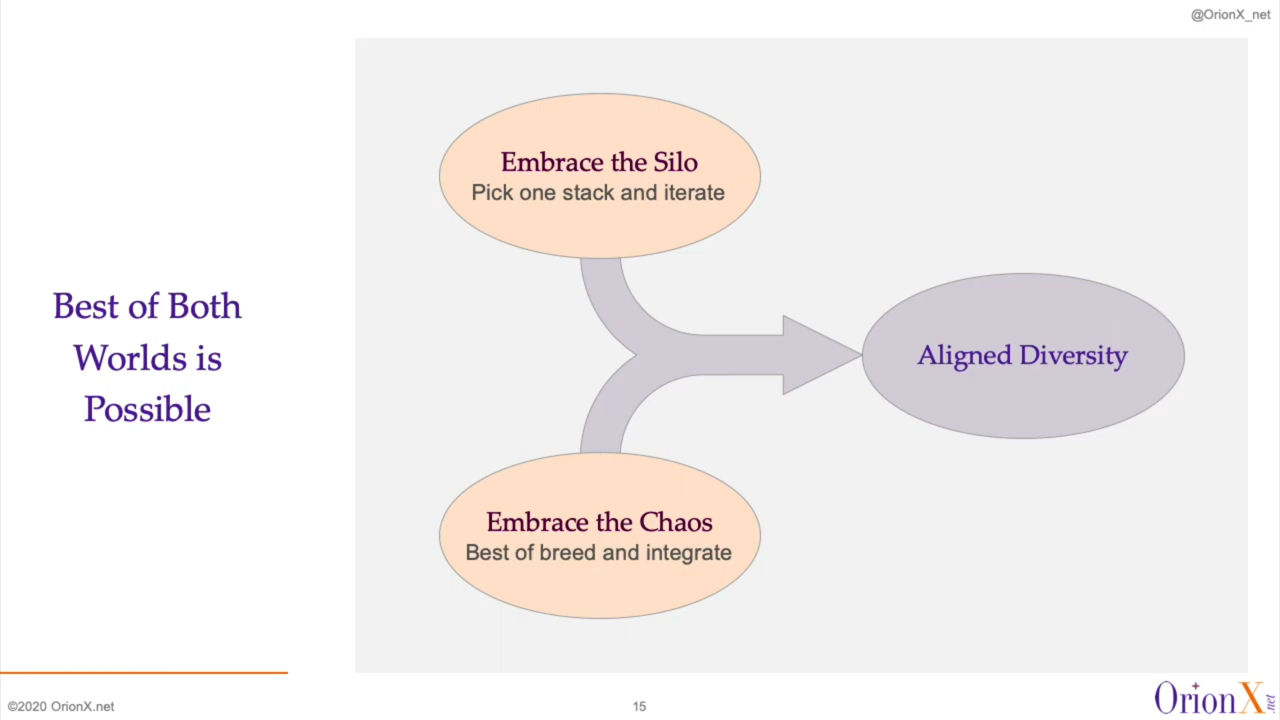 @OrionX_net
Best of Both
Worlds is
Possible
Embrace the Silo
Pick one stack and iterate
Aligned Diversity
Embrace the Chaos
Best of breed and integrate
©2020 OrionX.net
15
OrionX.net